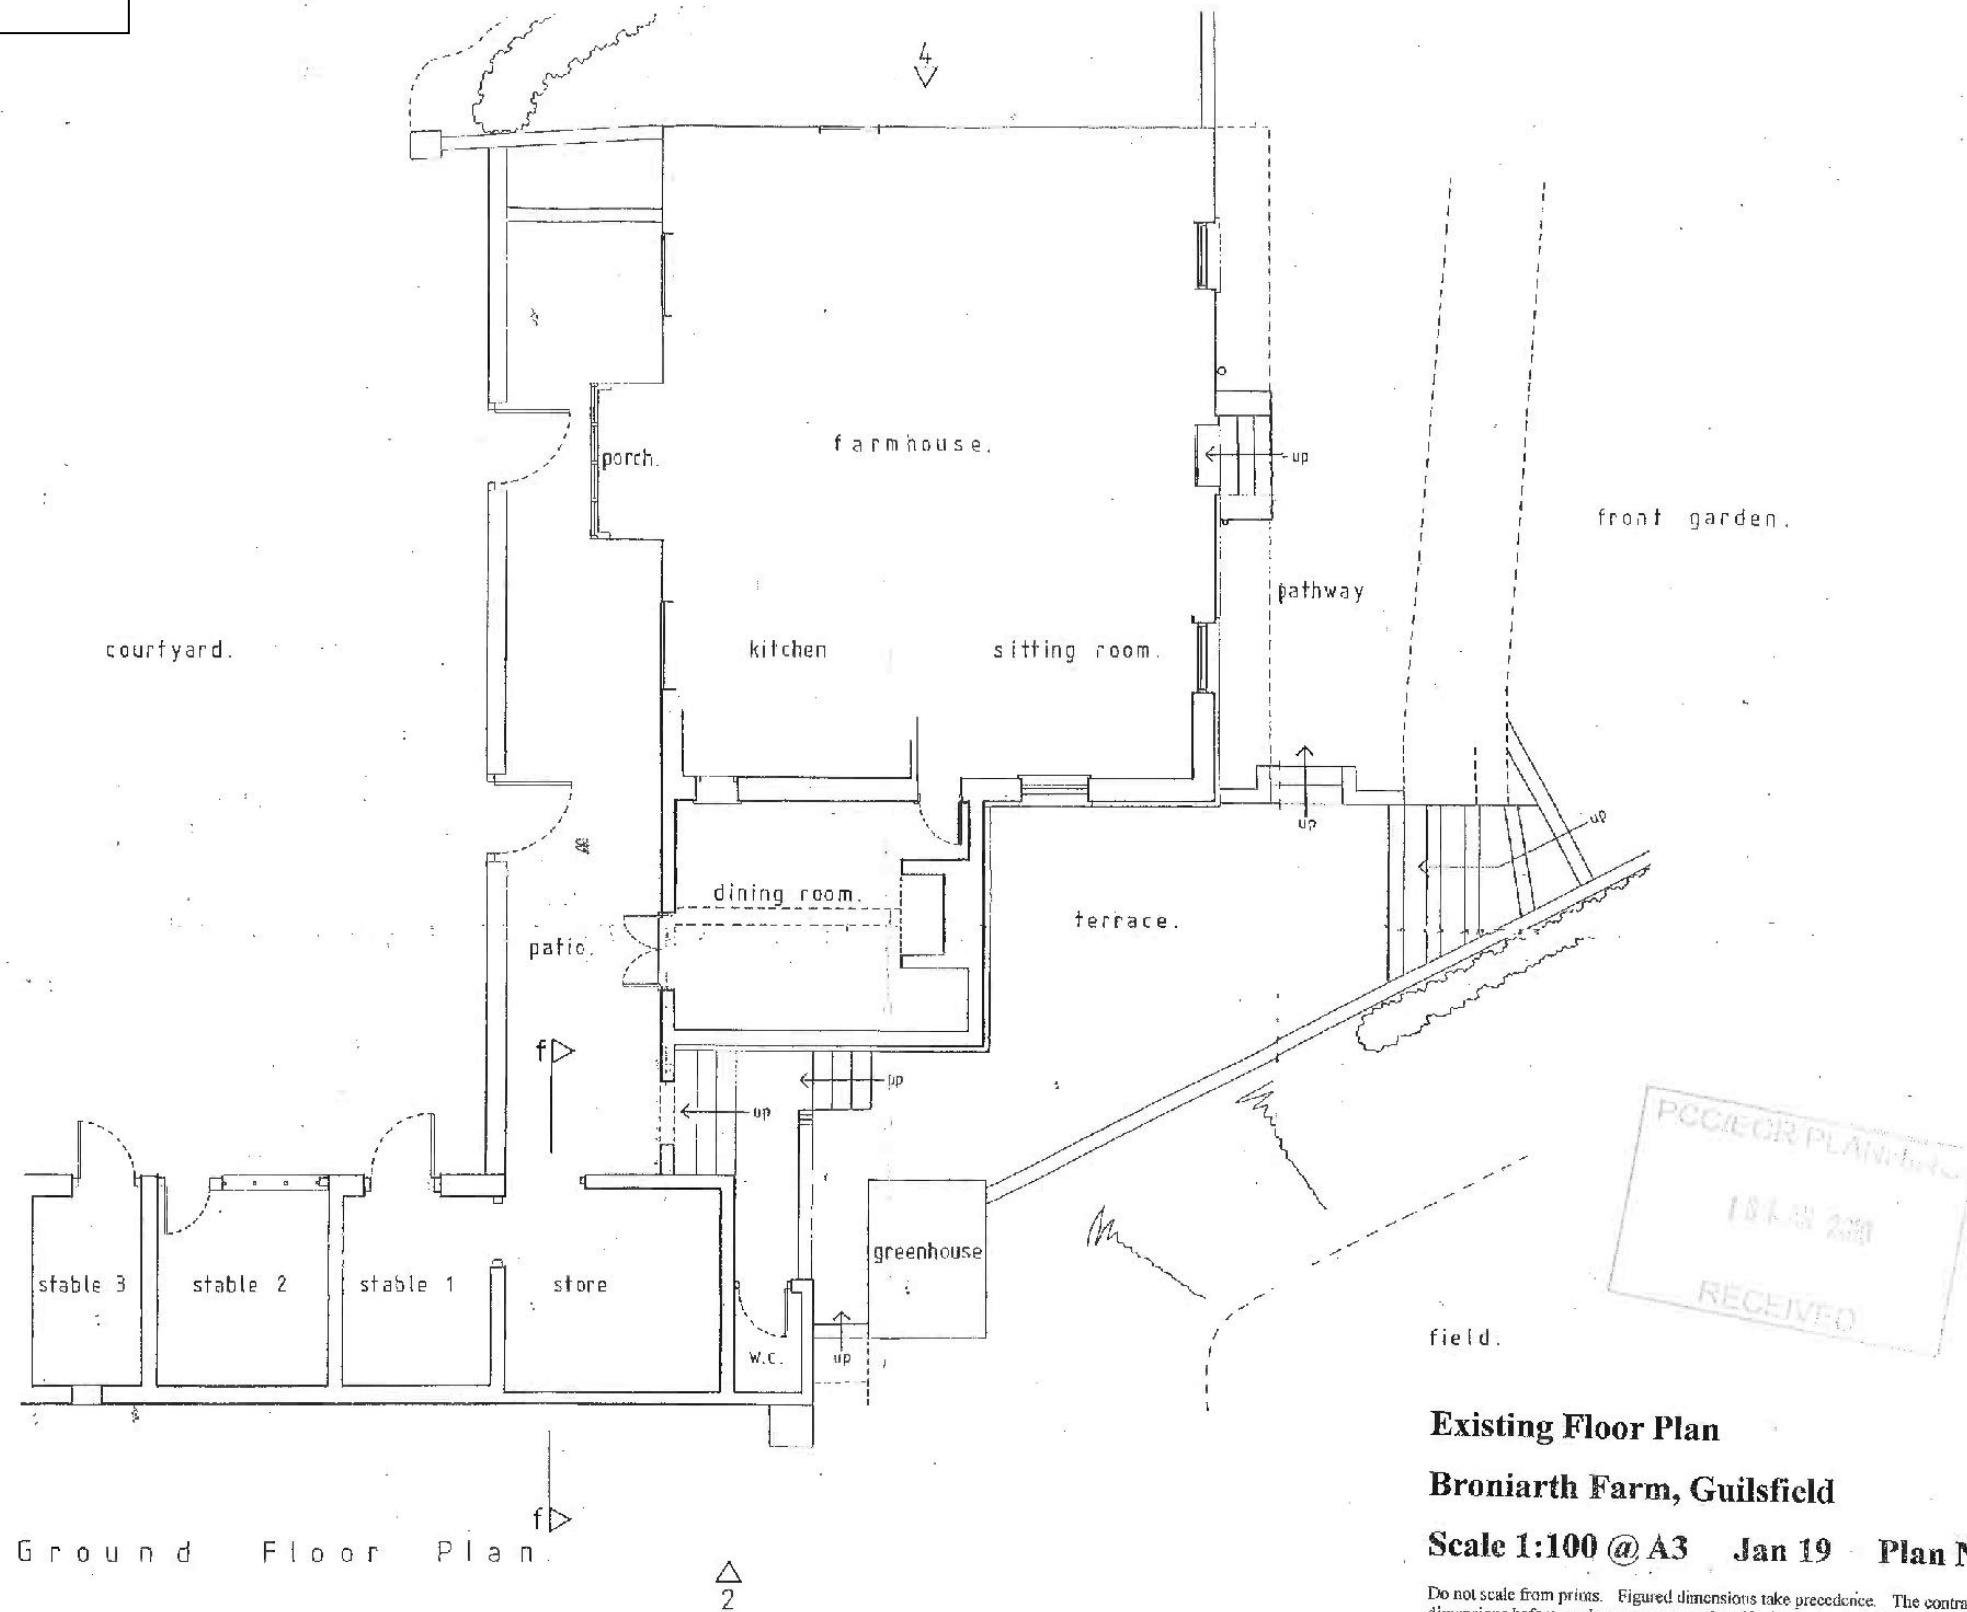 4
porch.
farmhouse.
up
front garden.
pathway
courtyard.
kitchen
sitting room.
up
up
dining room.
terrace.
patio.
f
up
up
PCC/ECR PLANNING
RECEIVED
greenhouse
stable 3
stable 2
stable 1
store
W.C.
up
field.
Existing Floor Plan
Broniarth Farm, Guilsfield
Scale 1:100 @ A3 Jan 19 Plan N
f
Ground Floor Plan.
2
Do not scale from prints. Figured dimensions take precedence. The contra